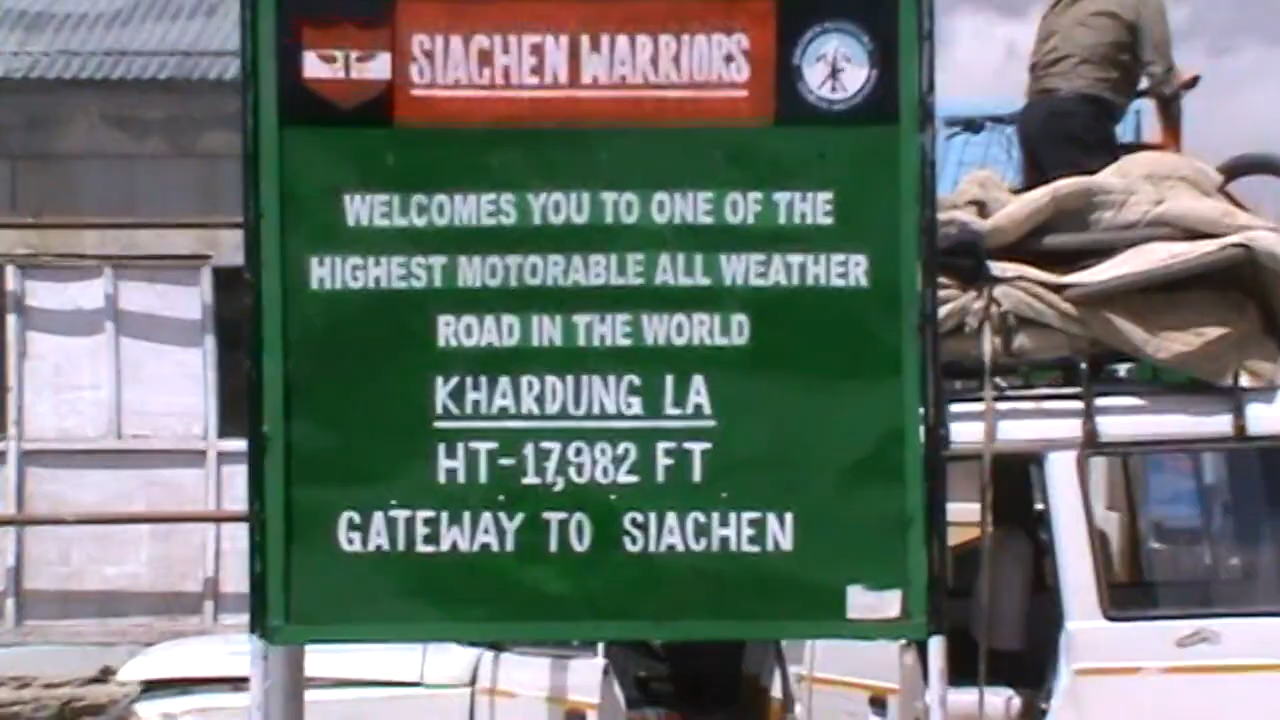 SIACHEN WARRIORS
WELCOMES YOU TO ONE OF THE
HIGHEST MOTORABLE ALL WEATHER
ROAD IN THE WORLD
KHARDUNG LA
HT-17,982 FT
GATEWAY TO SIACHEN